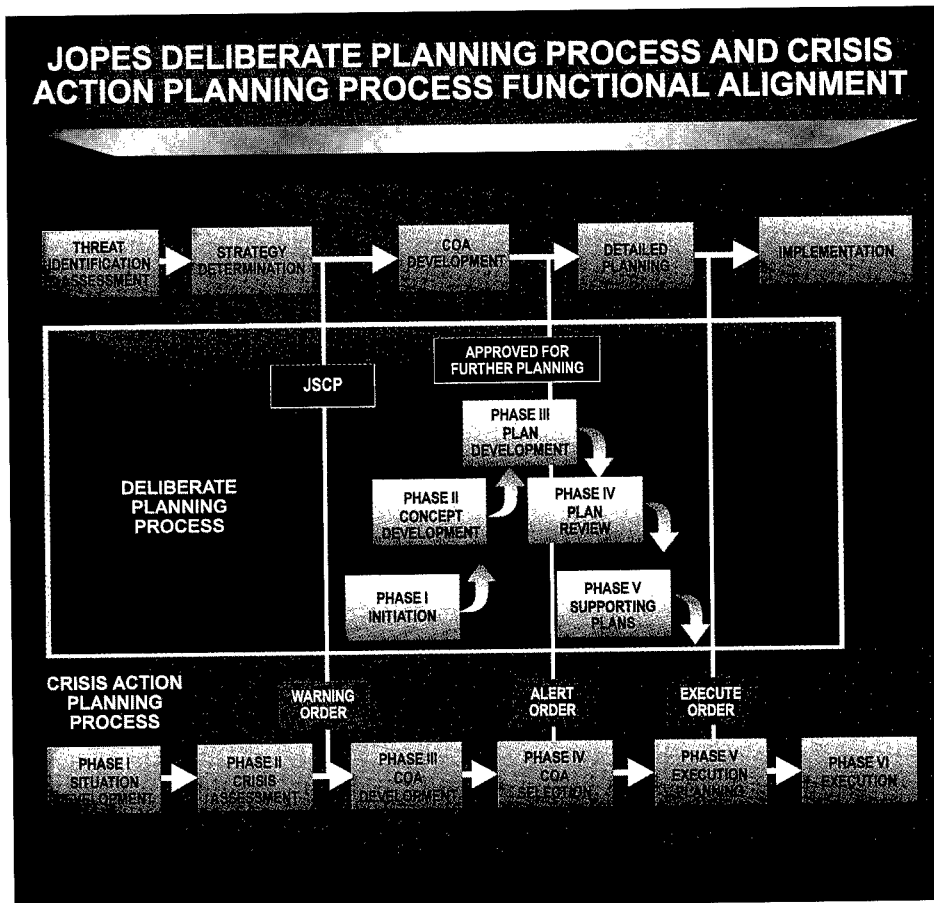 JOPES DELIBERATE PLANNING PROCESS AND CRISIS
ACTION PLANNING PROCESS FUNCTIONAL ALIGNMENT
THREAT
IDENTIFICATION
ASSESSMENT
STRATEGY
DETERMINATION
COA
DEVELOPMENT
DETAILED
PLANNING
IMPLEMENTATION
JSCP
APPROVED FOR
FURTHER PLANNING
PHASE III
PLAN
DEVELOPMENT
DELIBERATE
PLANNING
PROCESS
PHASE II
CONCEPT
DEVELOPMENT
PHASE IV
PLAN
REVIEW
PHASE I
INITIATION
PHASE V
SUPPORTING
PLANS
CRISIS ACTION
PLANNING
PROCESS
WARNING
ORDER
ALERT
ORDER
EXECUTE
ORDER
PHASE I
SITUATION
DEVELOPMENT
PHASE II
CRISIS
ASSESSMENT
PHASE III
COA
DEVELOPMENT
PHASE IV
COA
SELECTION
PHASE V
EXECUTION
PLANNING
PHASE VI
EXECUTION